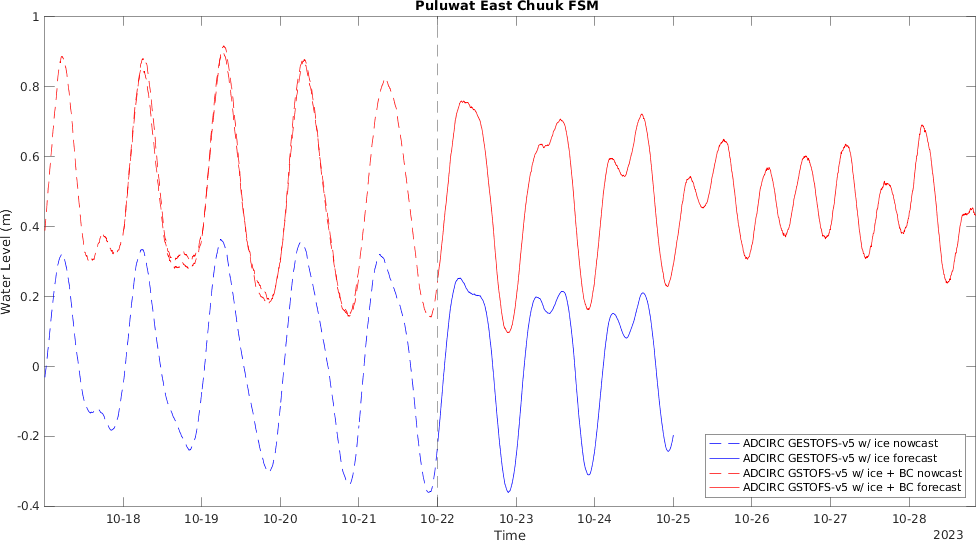 Puluwat East Chuuk FSM
1
0.8
0.6
0.4
0.2
0
-0.2
-0.4
Water Level (m)
10-18 10-19 10-20 10-21 10-22 10-23 10-24 10-25 10-26 10-27 10-28
Time
2023
ADCIRC GESTOFS-v5 w/ ice nowcast
ADCIRC GESTOFS-v5 w/ ice forecast
ADCIRC GSTOFS-v5 w/ ice + BC nowcast
ADCIRC GSTOFS-v5 w/ ice + BC forecast